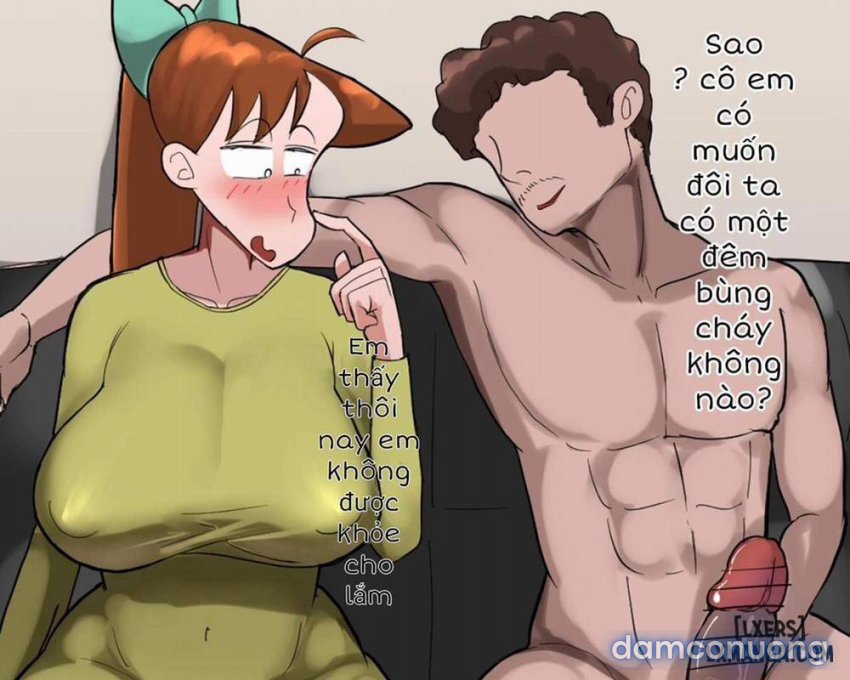 Sao
? cô em
có
muốn
đôi ta
có một
đêm
bùng
cháy
không
nào?
Em
thấy
thôi
nay em
không
được
khỏe
cho
lắm
[LXERS]
damconuong